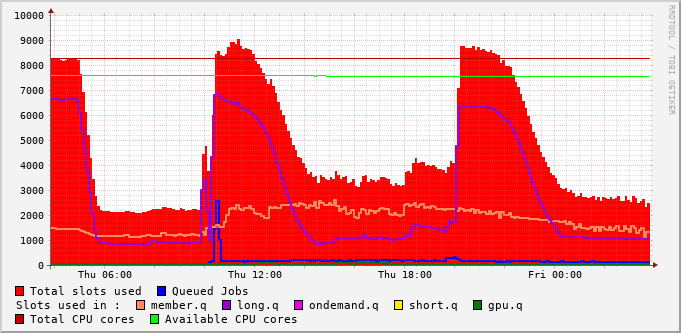 RRDTOOL / TOBI OETIKER
10000
9000
8000
7000
6000
5000
4000
3000
2000
1000
0
Thu 06:00 Thu 12:00 Thu 18:00 Fri 00:00
Total slots used Queued Jobs
Slots used in : member.q long.q ondemand.q short.q gpu.q
Total CPU cores Available CPU cores